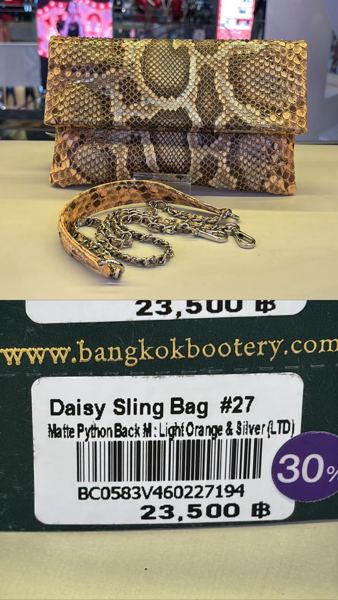 23,500 ฿
www.bangkokbootery.com
Daisy Sling Bag #27
Matte Python Back M : Light Orange & Silver (LTD)
30%
BC0583V460227194
23,500 ฿